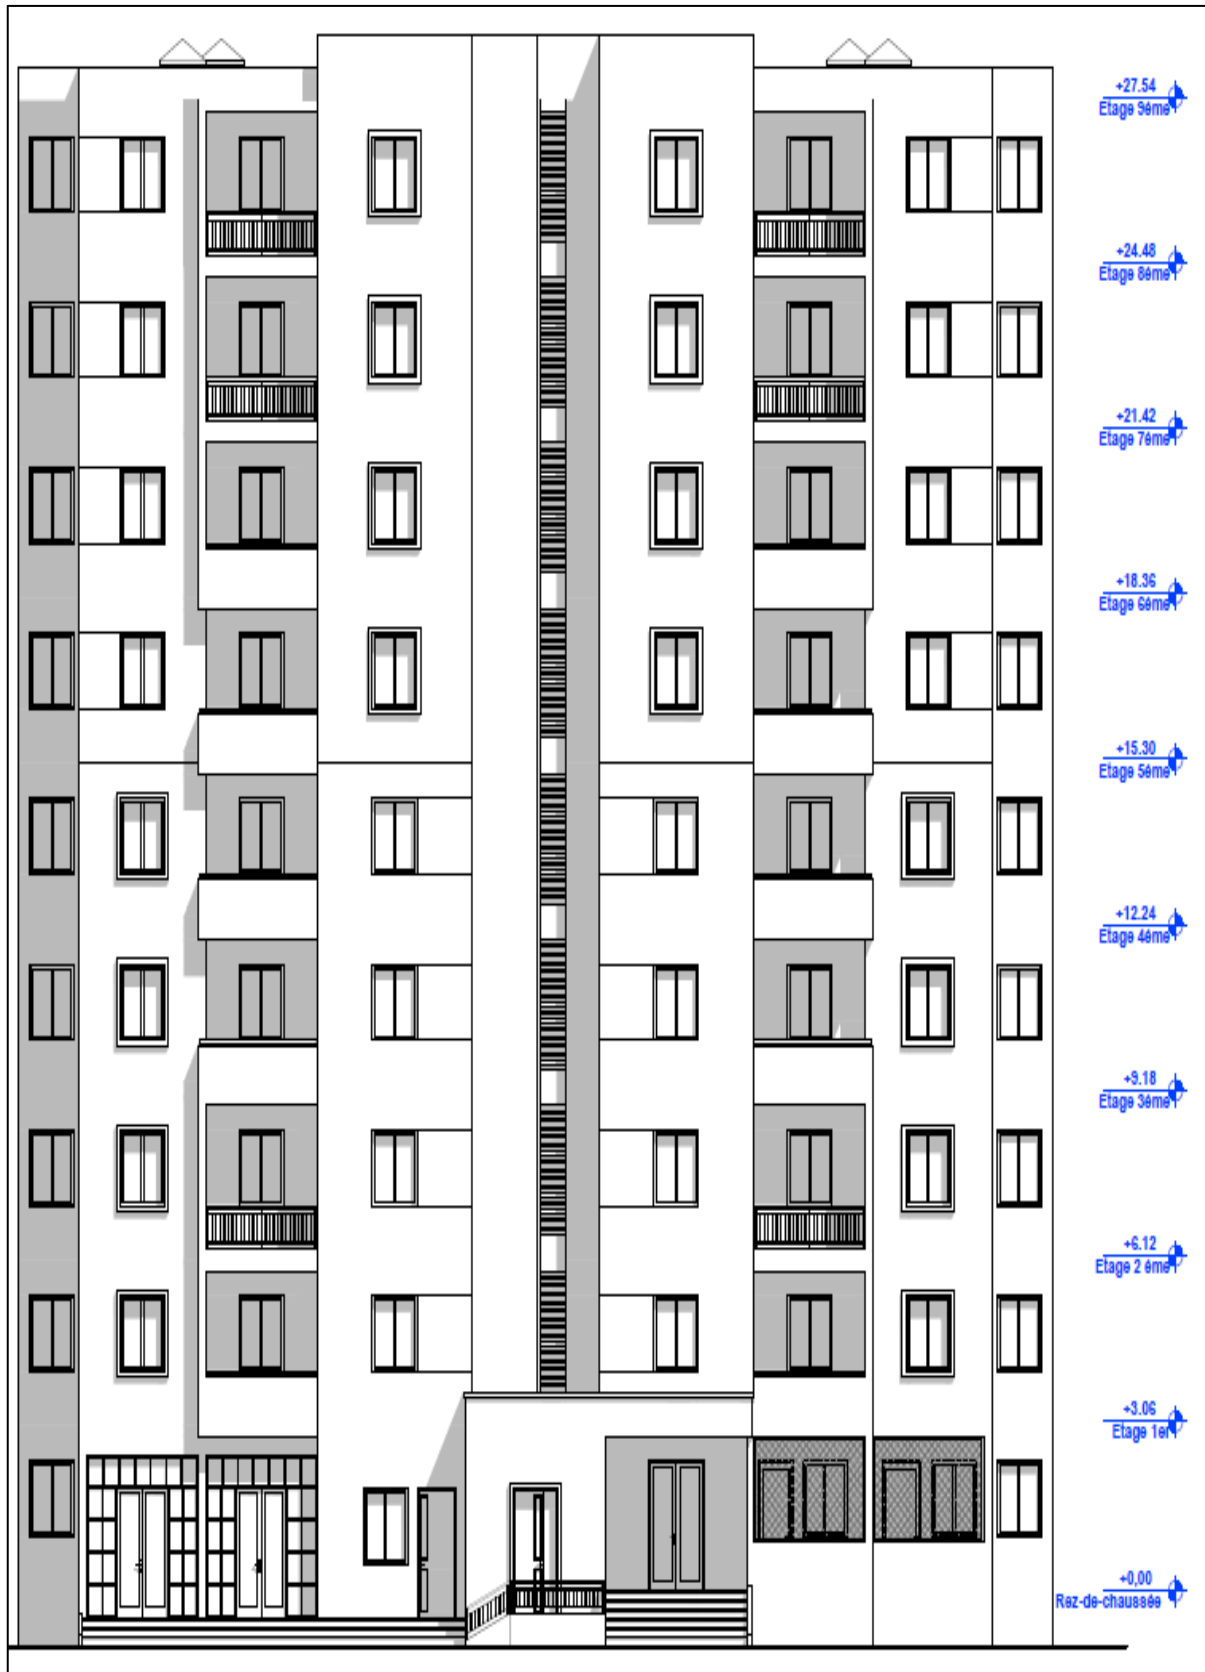 +27.54
Etage 9éme
+24.48
Etage 8éme
+21.42
Etage 7éme
+18.36
Etage 6éme
+15.30
Etage 5éme
+12.24
Etage 4éme
+9.18
Etage 3éme
+6.12
Etage 2 éme
+3.06
Etage 1er
+0,00
Rez-de-chaussée